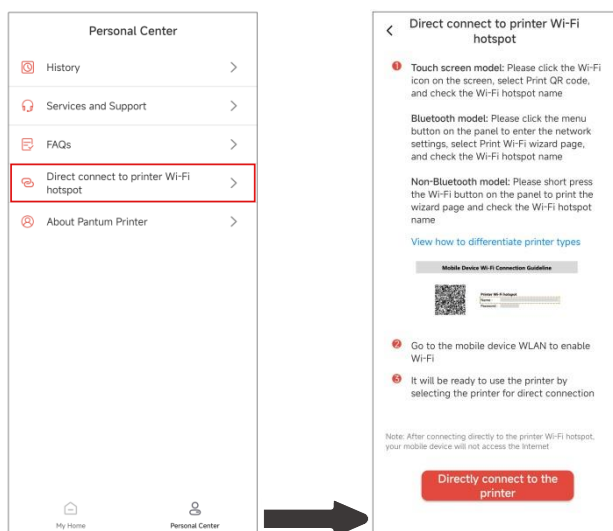 Personal Center
History
Services and Support
FAQs
Direct connect to printer Wi-Fi
hotspot
About Pantum Printer
My Home
Personal Center
Direct connect to printer Wi-Fi
hotspot
1 Touch screen model: Please click the Wi-Fi
icon on the screen, select Print QR code,
and check the Wi-Fi hotspot name
Bluetooth model: Please click the menu
button on the panel to enter the network
settings, select Print Wi-Fi wizard page,
and check the Wi-Fi hotspot name
Non-Bluetooth model: Please short press
the Wi-Fi button on the panel to print the
wizard page and check the Wi-Fi hotspot
name
View how to differentiate printer types
Mobile Device Wi-Fi Connection Guideline
Printer Wi-Fi hotspot
Name:
Password:
2 Go to the mobile device WLAN to enable
Wi-Fi
3 It will be ready to use the printer by
selecting the printer for direct connection
Note: After connecting directly to the printer Wi-Fi hotspot,
your mobile device will not access the Internet
Directly connect to the
printer